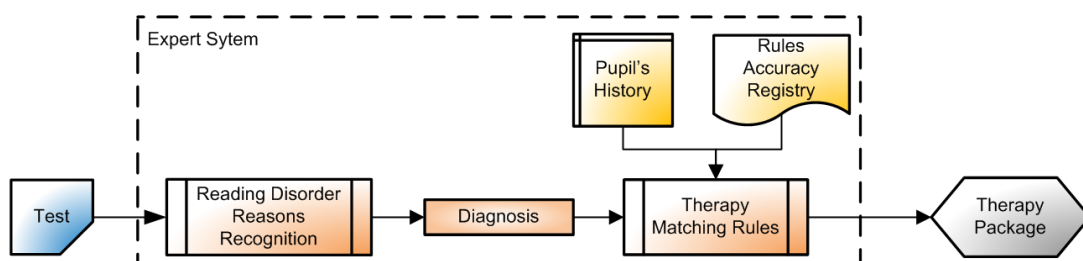 Expert Sytem
Pupil's
History
Rules
Accuracy
Registry
Test
Reading Disorder
Reasons
Recognition
Diagnosis
Therapy
Matching Rules
Therapy
Package